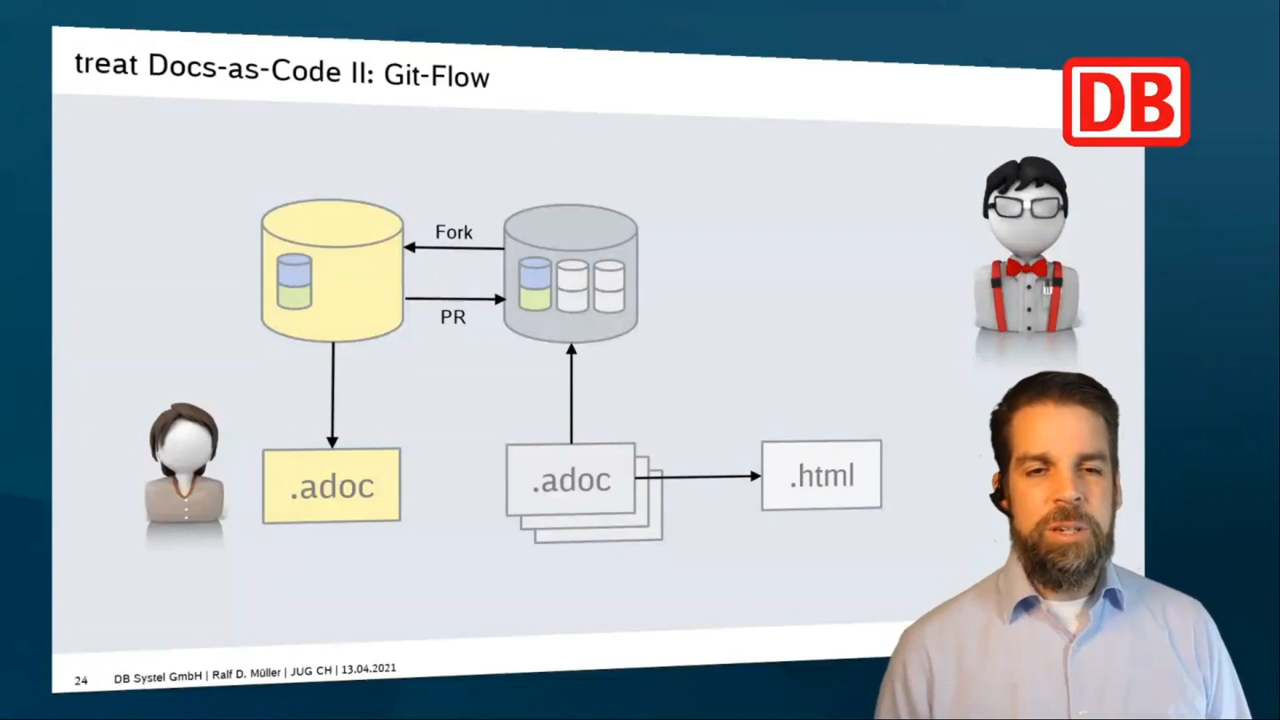 treat Docs-as-Code II: Git-Flow
DB
Fork
PR
.adoc
.adoc
.html
24 DB Systel GmbH | Ralf D. Müller | JUG CH | 13.04.2021